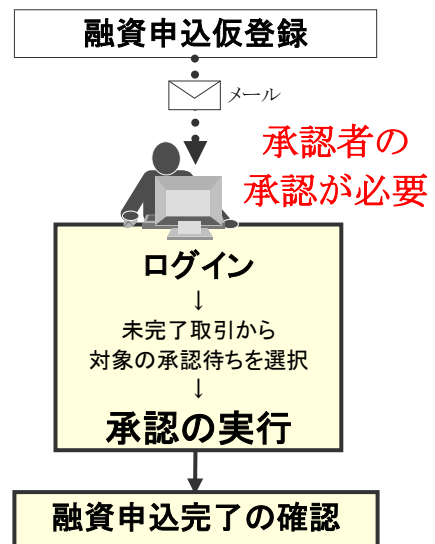 融資申込仮登録
メール
承認者の
承認が必要
ログイン
↓
未完了取引から
対象の承認待ちを選択
↓
承認の実行
融資申込完了の確認